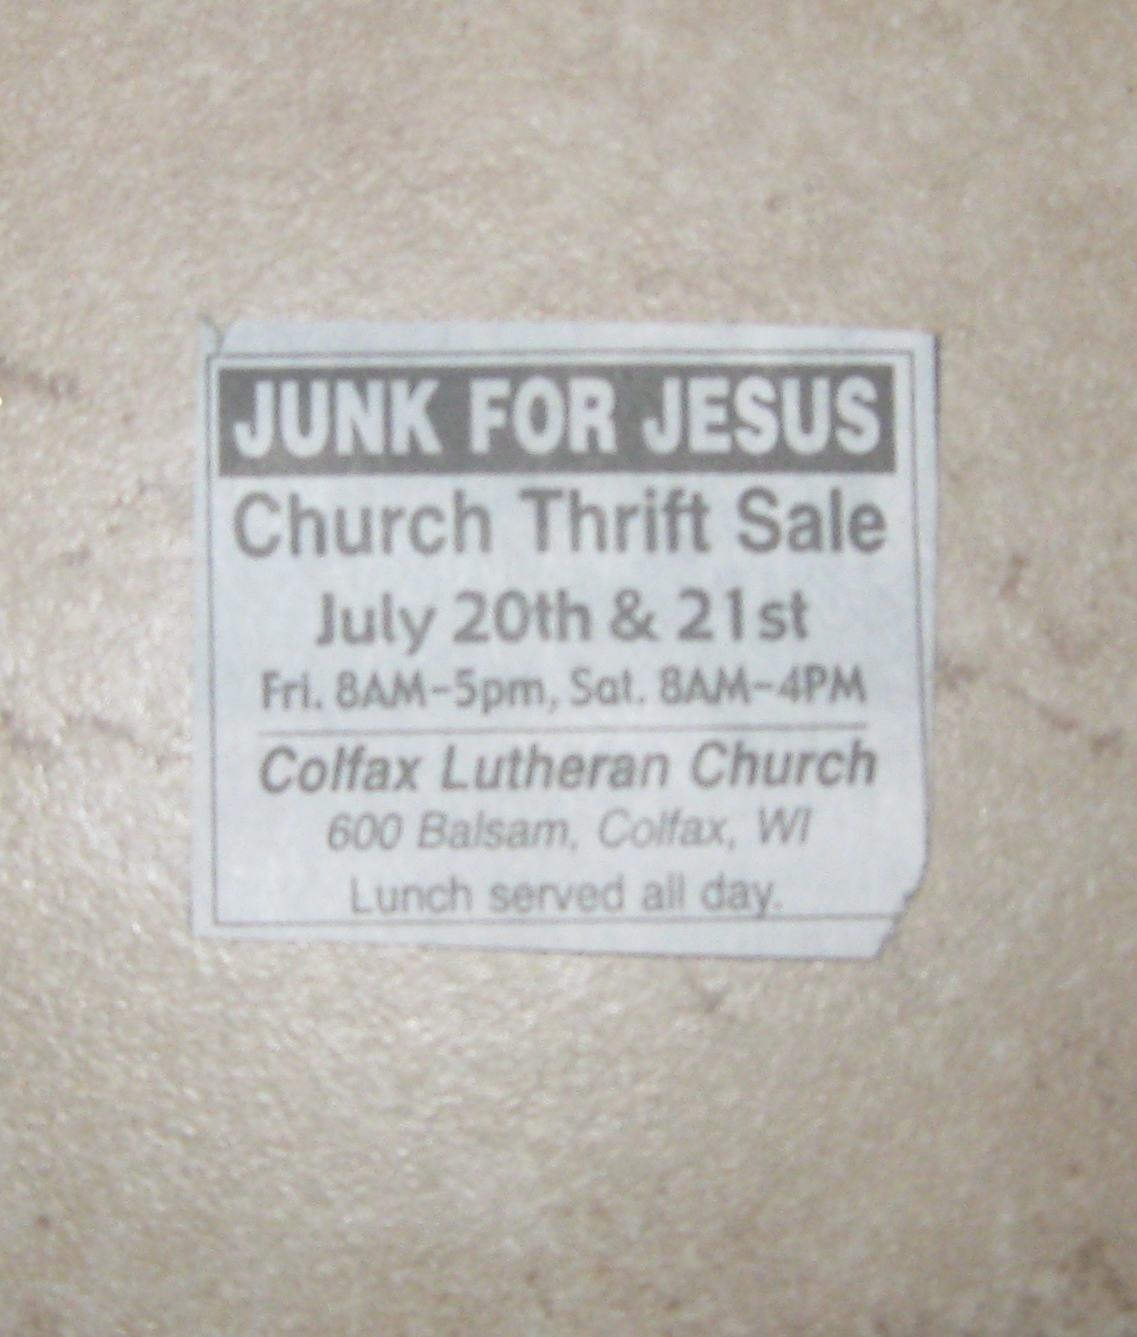 JUNK FOR JESUS
Church Thrift Sale
July 20th & 21st
Fri. 8AM-5pm, Sat. 8AM-4PM
Colfax Lutheran Church
600 Balsam, Colfax, WI
Lunch served all day.